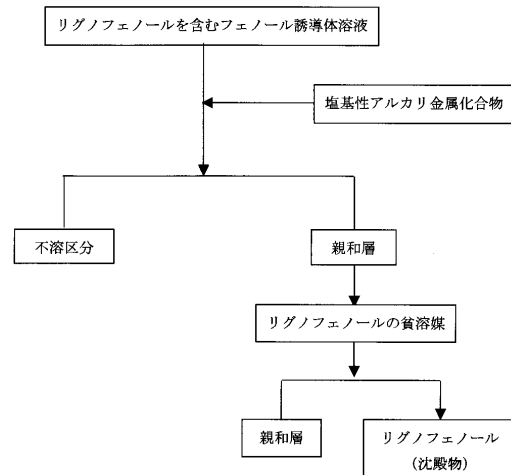 リグノフェノールを含むフェノール誘導体溶液
塩基性アルカリ金属化合物
不溶区分
親和層
リグノフェノールの貧溶媒
親和層
リグノフェノール
(沈殿物)